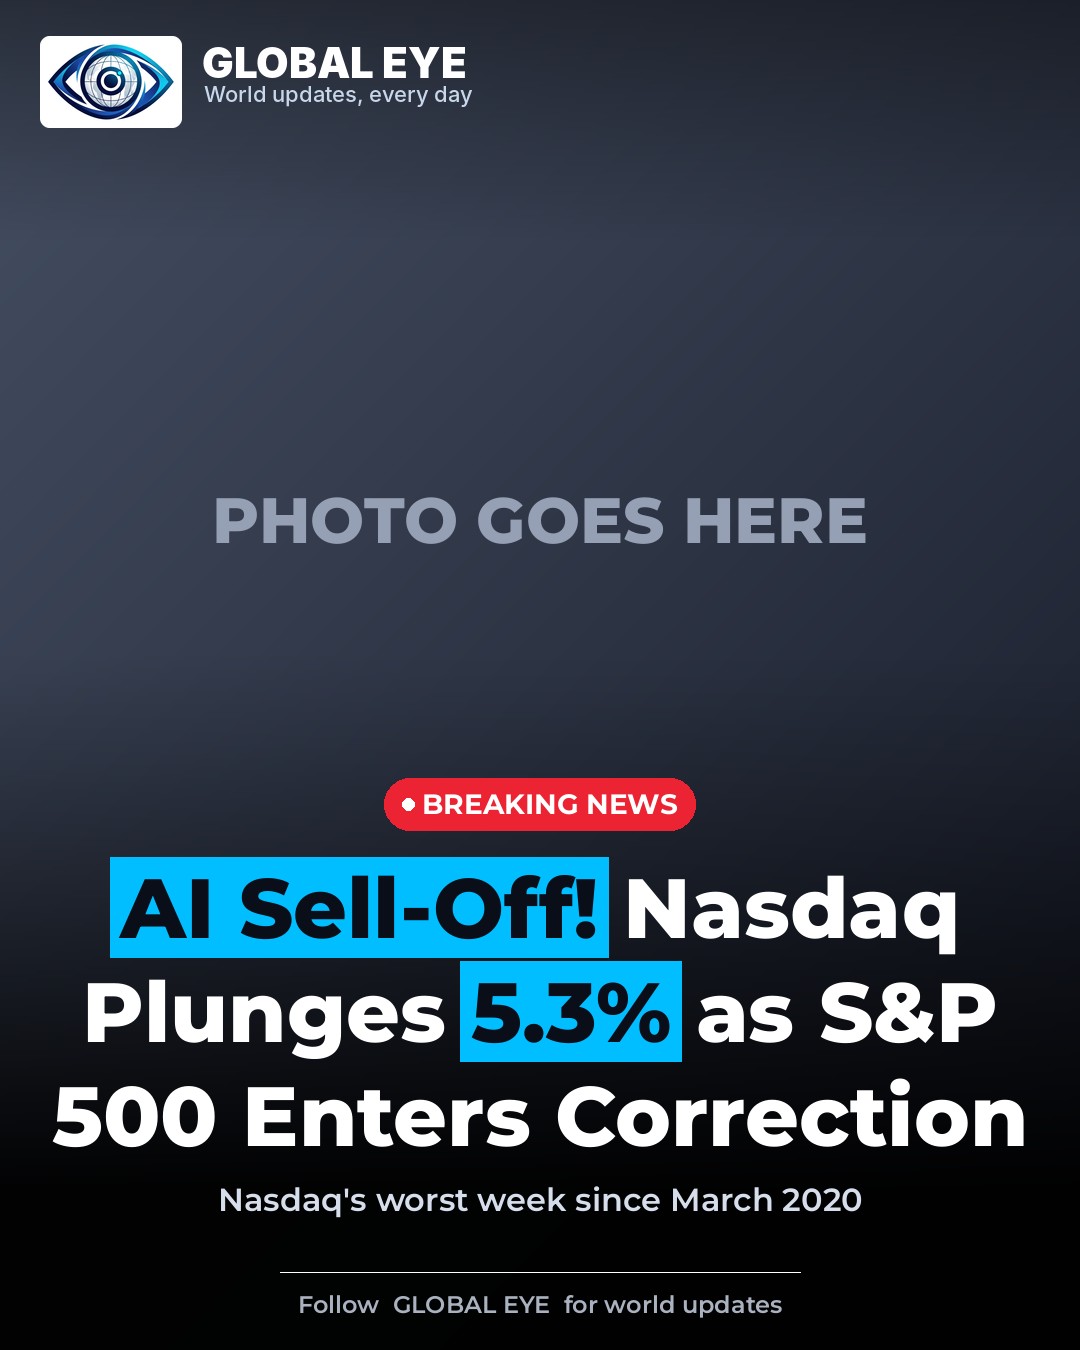 GLOBAL EYE
World updates, every day
PHOTO GOES HERE
BREAKING NEWS
AI Sell-Off! Nasdaq
Plunges 5.3% as S&P
500 Enters Correction
Nasdaq's worst week since March 2020
Follow GLOBAL EYE for world updates